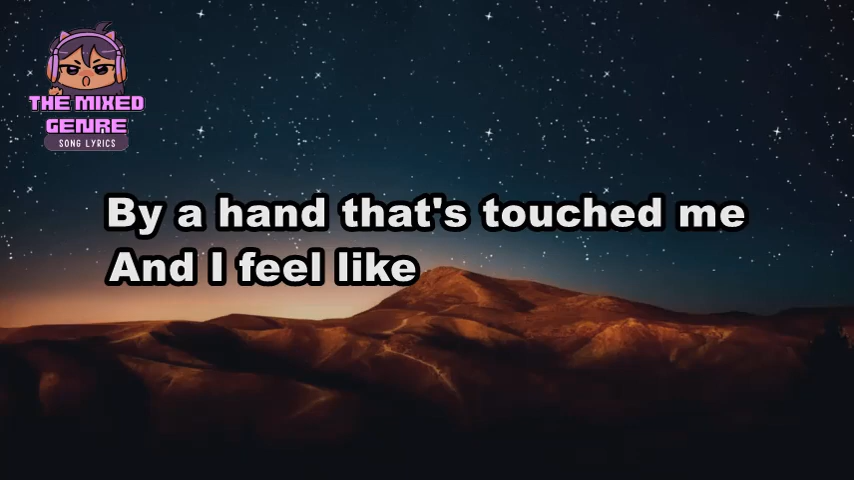 THE MIXED
GENRE
SONG LYRICS
By a hand that's touched me
And I feel like